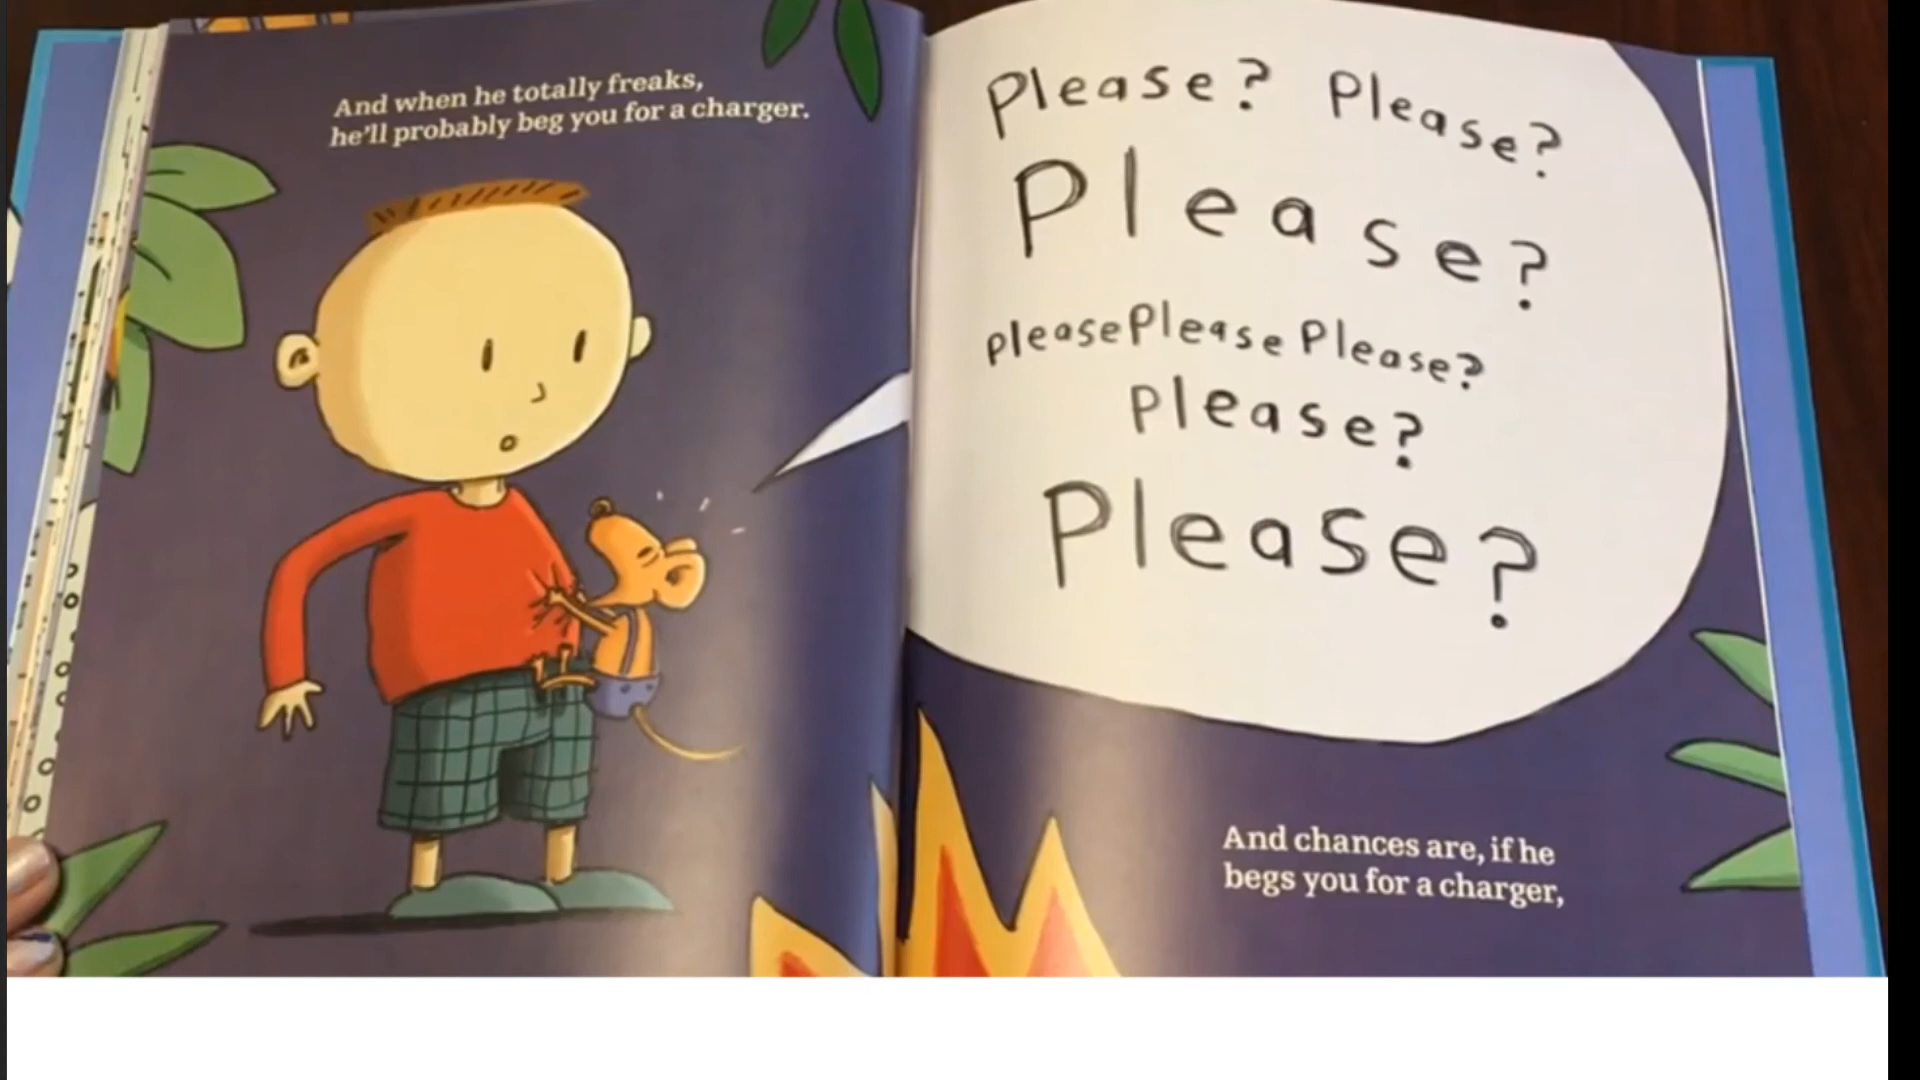 And when he totally freaks,
he'll probably beg you for a charger.
Please? Please?
Please?
pleasePlease Please?
Please?
Please?
And chances are, if he
begs you for a charger,